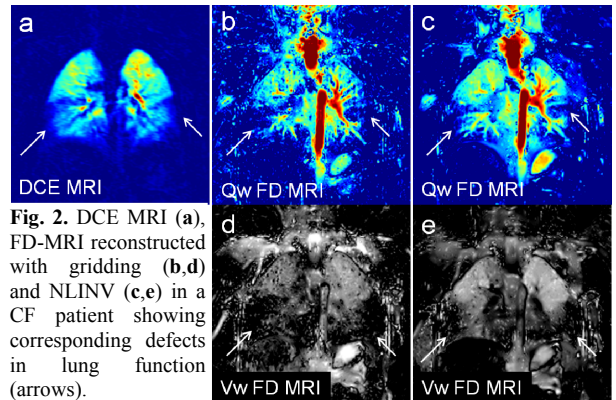 a
b
c
DCE MRI
Qw FD MRI
Qw FD MRI
Fig. 2. DCE MRI (a),
FD-MRI reconstructed
with gridding (b,d)
and NLINV (c,e) in a
CF patient showing
corresponding defects
in lung function
(arrows).
d
e
Vw FD MRI
Vw FD MRI